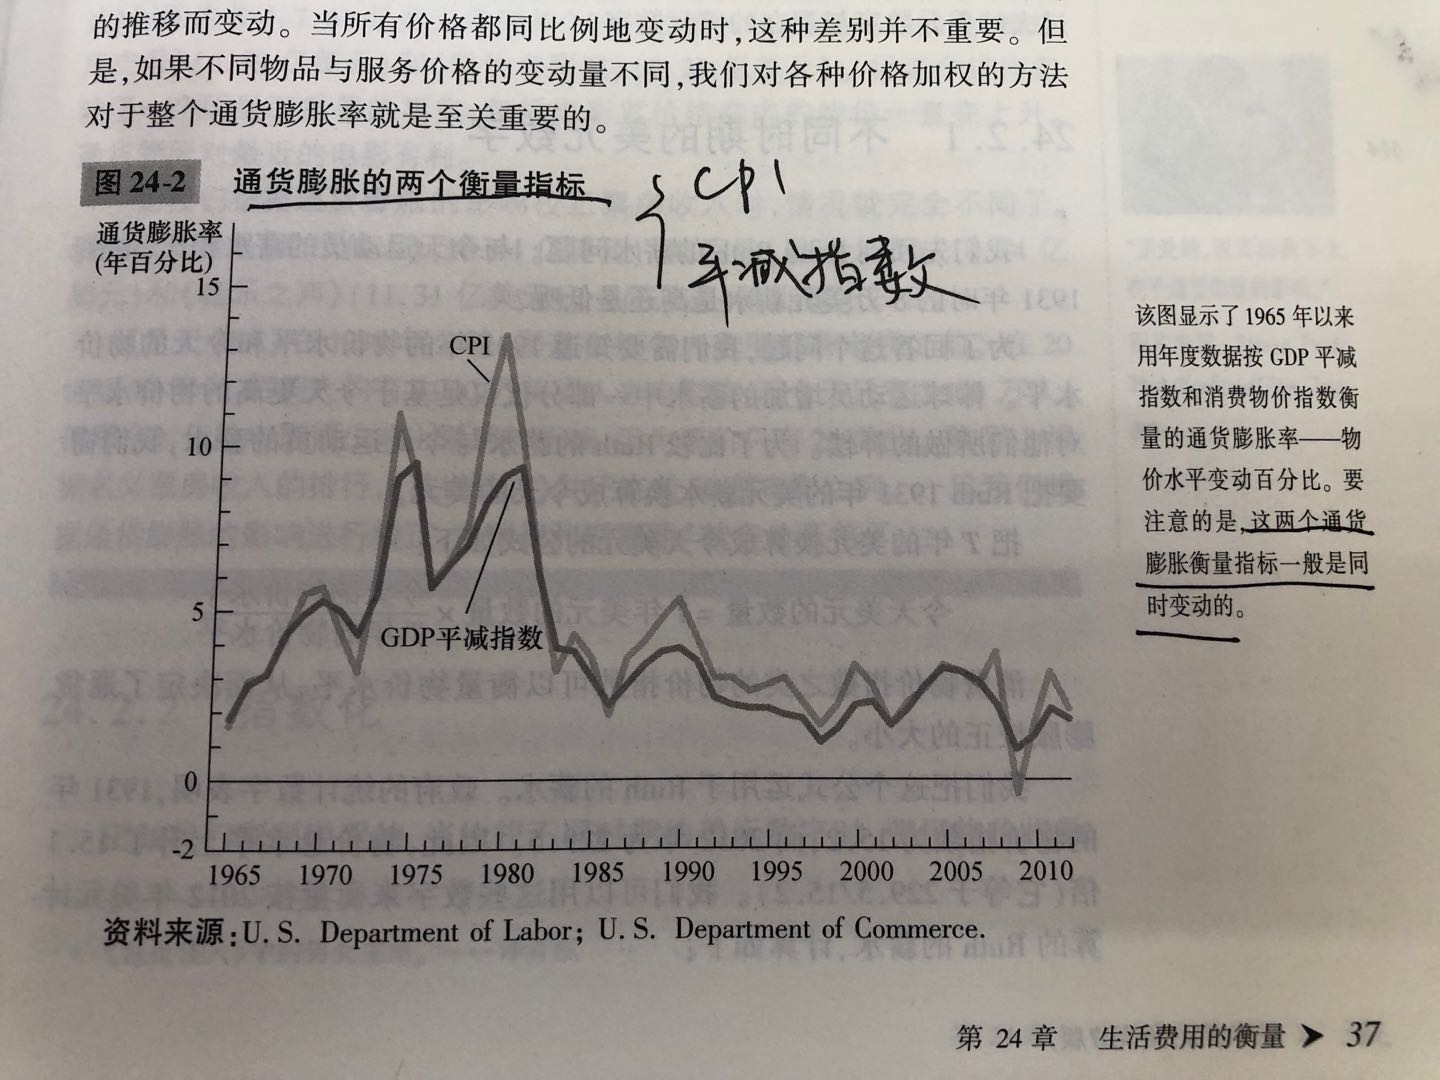 的推移而变动。当所有价格都同比例地变动时,这种差别并不重要。但
是,如果不同物品与服务价格的变动量不同,我们对各种价格加权的方法
对于整个通货膨胀率就是至关重要的。
图 24-2 通货膨胀的两个衡量指标
CPI
平减指数
通货膨胀率
(年百分比)
15
10
5
0
-2
CPI
GDP平减指数
1965 1970 1975 1980 1985 1990 1995 2000 2005 2010
资料来源:U. S. Department of Labor; U. S. Department of Commerce.
该图显示了 1965 年以来
用年度数据按 GDP 平减
指数和消费物价指数衡
量的通货膨胀率——物
价水平变动百分比。要
注意的是,这两个通货
膨胀衡量指标一般是同
时变动的。
第 24 章 生活费用的衡量 ➤ 37